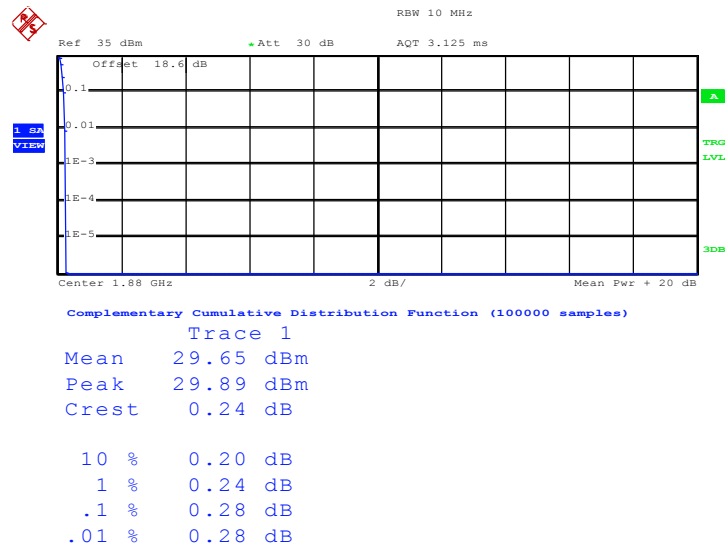 RBW 10 MHz
R S
Ref 35 dBm *Att 30 dB AQT 3.125 ms
Offset 18.6 dB
0.1
A
0.01
1 SA
VIEW
TRG
LVL
1E-3
1E-4
1E-5
3DB
Center 1.88 GHz 2 dB/ Mean Pwr + 20 dB
Complementary Cumulative Distribution Function (100000 samples)
Trace 1
Mean 29.65 dBm
Peak 29.89 dBm
Crest 0.24 dB
10 % 0.20 dB
1 % 0.24 dB
.1 % 0.28 dB
.01 % 0.28 dB